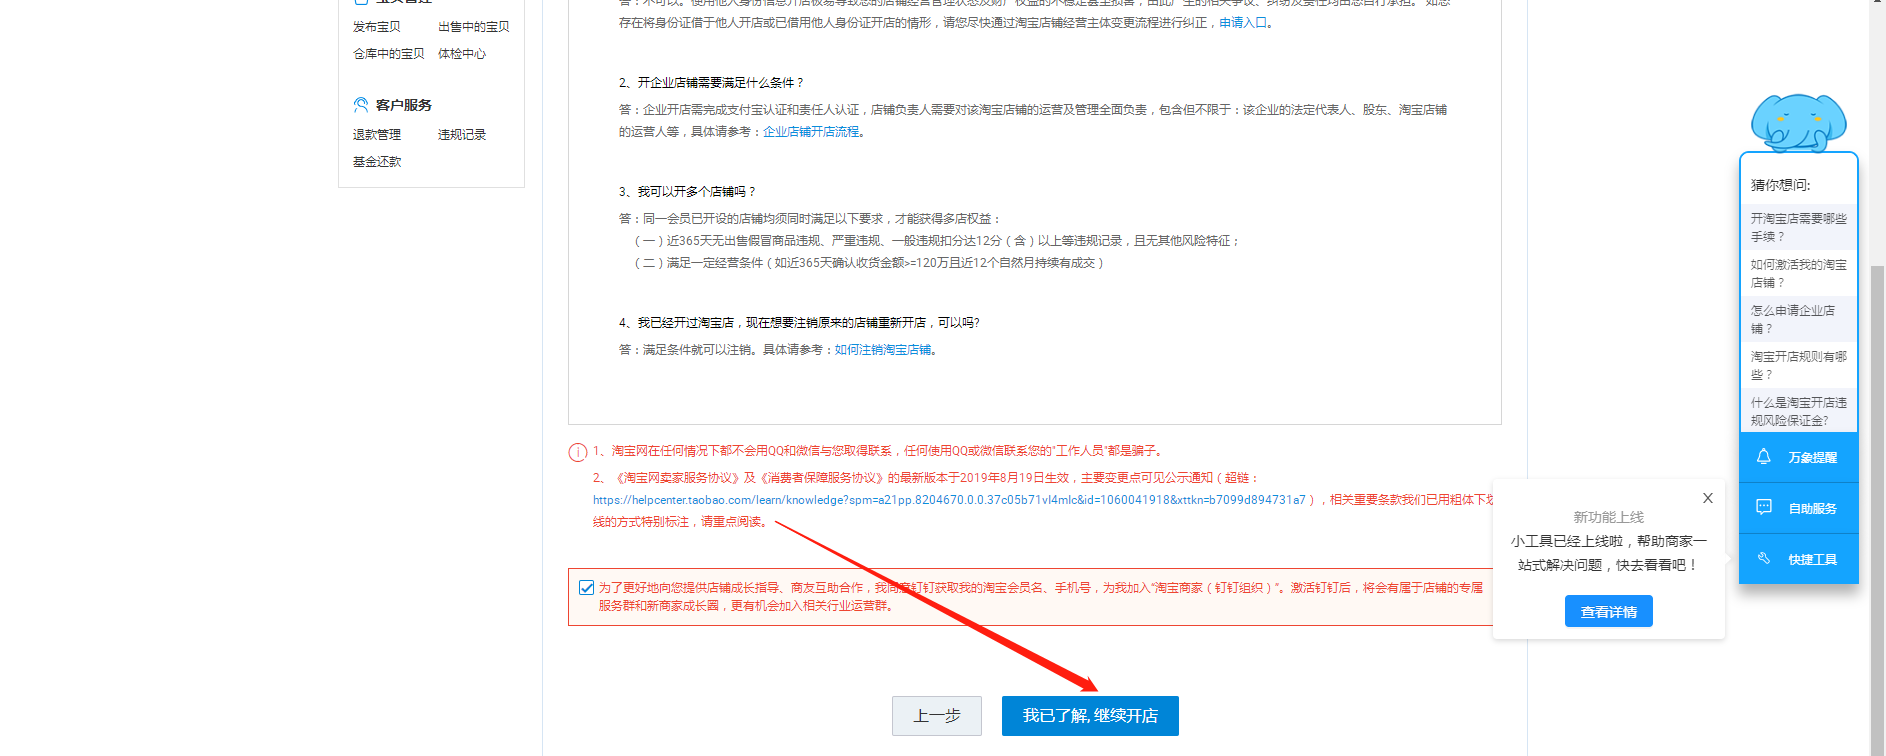 发布宝贝 出售中的宝贝
仓库中的宝贝 体检中心
客户服务
退款管理 违规记录
基金还款
存在将身份证借于他人开店或已借用他人身份证开店的情形，请您尽快通过淘宝店铺经营主体变更流程进行纠正，申请入口。
2、开企业店铺需要满足什么条件？
答：企业开店需完成支付宝认证和责任人认证，店铺负责人需要对该淘宝店铺的运营及管理全面负责，包含但不限于：该企业的法定代表人、股东、淘宝店铺
的运营人等，具体请参考：企业店铺开店流程。
3、我可以开多个店铺吗？
答：同一会员已开设的店铺均须同时满足以下要求，才能获得多店权益：
（一）近365天无出售假冒商品违规、严重违规、一般违规扣分达12分（含）以上等违规记录，且无其他风险特征；
（二）满足一定经营条件（如近365天确认收货金额>=120万且近12个自然月持续有成交）
4、我已经开过淘宝店，现在想要注销原来的店铺重新开店，可以吗?
答：满足条件就可以注销。具体请参考：如何注销淘宝店铺。
1、淘宝网在任何情况下都不会用QQ和微信与您取得联系，任何使用QQ或微信联系您的"工作人员"都是骗子。
2、《淘宝网卖家服务协议》及《消费者保障服务协议》的最新版本于2019年8月19日生效，主要变更点可见公示通知（超链：
https://helpcenter.taobao.com/learn/knowledge?spm=a21pp.8204670.0.0.37c05b71vI4mIc&id=1060041918&xttkn=b7099d894731a7），相关重要条款我们已用粗体下划
线的方式特别标注，请重点阅读。
为了更好地向您提供店铺成长指导、商友互助合作，我同意钉钉获取我的淘宝会员名、手机号，为我加入“淘宝商家（钉钉组织）”。激活钉钉后，将会有属于店铺的专属
服务群和新商家成长圈，更有机会加入相关行业运营群。
上一步
我已了解, 继续开店
猜你想问:
开淘宝店需要哪些
手续？
如何激活我的淘宝
店铺？
怎么申请企业店
铺？
淘宝开店规则有哪
些？
什么是淘宝开店违
规风险保证金?
万象提醒
自助服务
快捷工具
X
新功能上线
小工具已经上线啦，帮助商家一
站式解决问题，快去看看吧！
查看详情